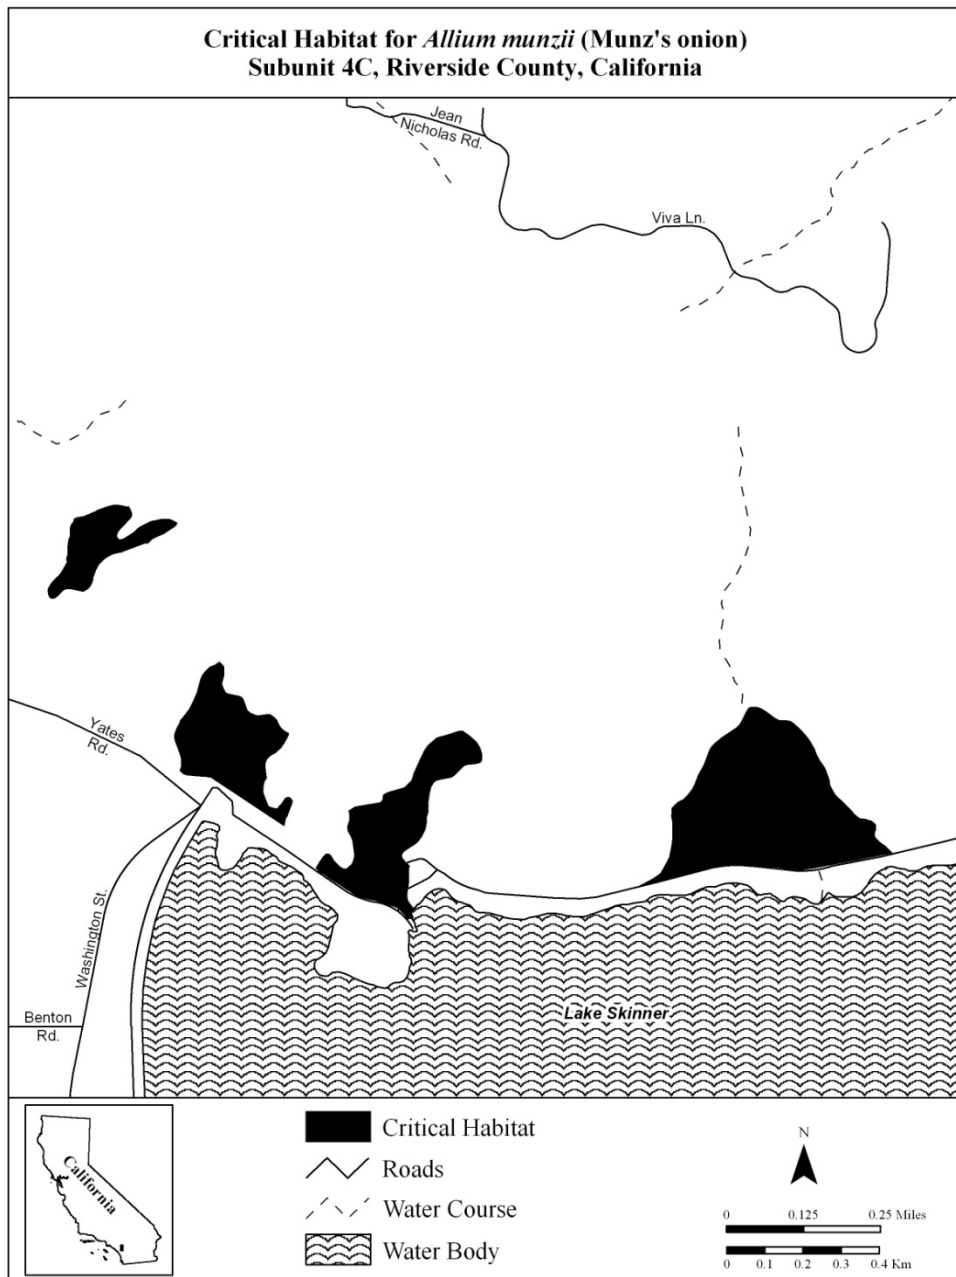 Critical Habitat for Allium munzii (Munz's onion)
Subunit 4C, Riverside County, California
Jean
Nicholas Rd.
Viva Ln.
Yates
Rd.
Washington St.
Benton
Rd.
Lake Skinner
California
Critical Habitat
Roads
Water Course
Water Body
N
0 0.125 0.25 Miles
0 0.1 0.2 0.3 0.4 Km